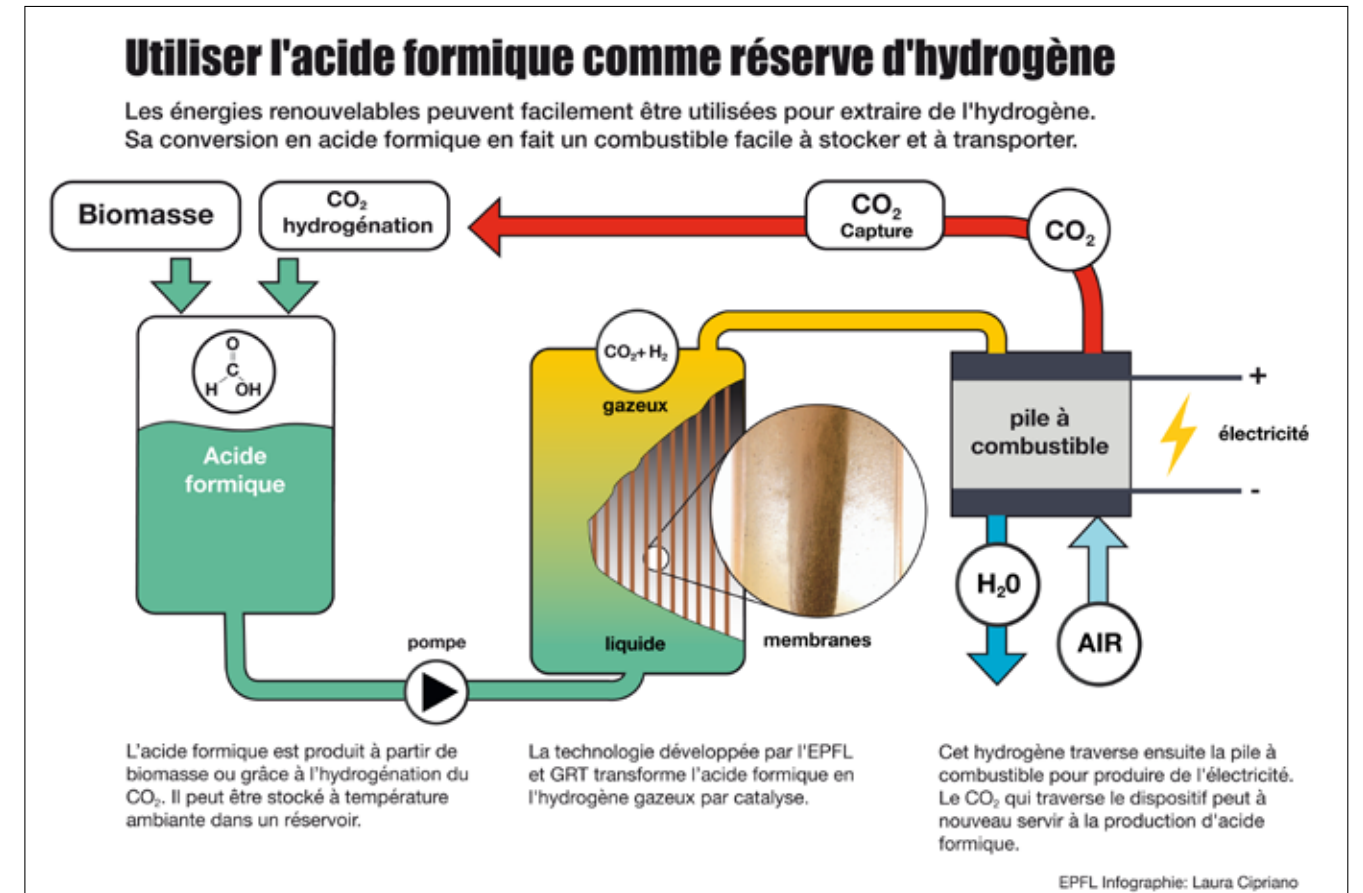 Utiliser l'acide formique comme réserve d'hydrogène
Les énergies renouvelables peuvent facilement être utilisées pour extraire de l'hydrogène.
Sa conversion en acide formique en fait un combustible facile à stocker et à transporter.
Biomasse
CO₂
hydrogénation
CO₂
Capture
CO₂
O
C
H OH
Acide
formique
CO₂+ H₂
gazeux
liquide
membranes
pompe
pile à
combustible
+
électricité
-
H₂0
AIR
L'acide formique est produit à partir de
biomasse ou grâce à l'hydrogénation du
CO₂. Il peut être stocké à température
ambiante dans un réservoir.
La technologie développée par l'EPFL
et GRT transforme l'acide formique en
l'hydrogène gazeux par catalyse.
Cet hydrogène traverse ensuite la pile à
combustible pour produire de l'électricité.
Le CO₂ qui traverse le dispositif peut à
nouveau servir à la production d'acide
formique.
EPFL Infographie: Laura Cipriano